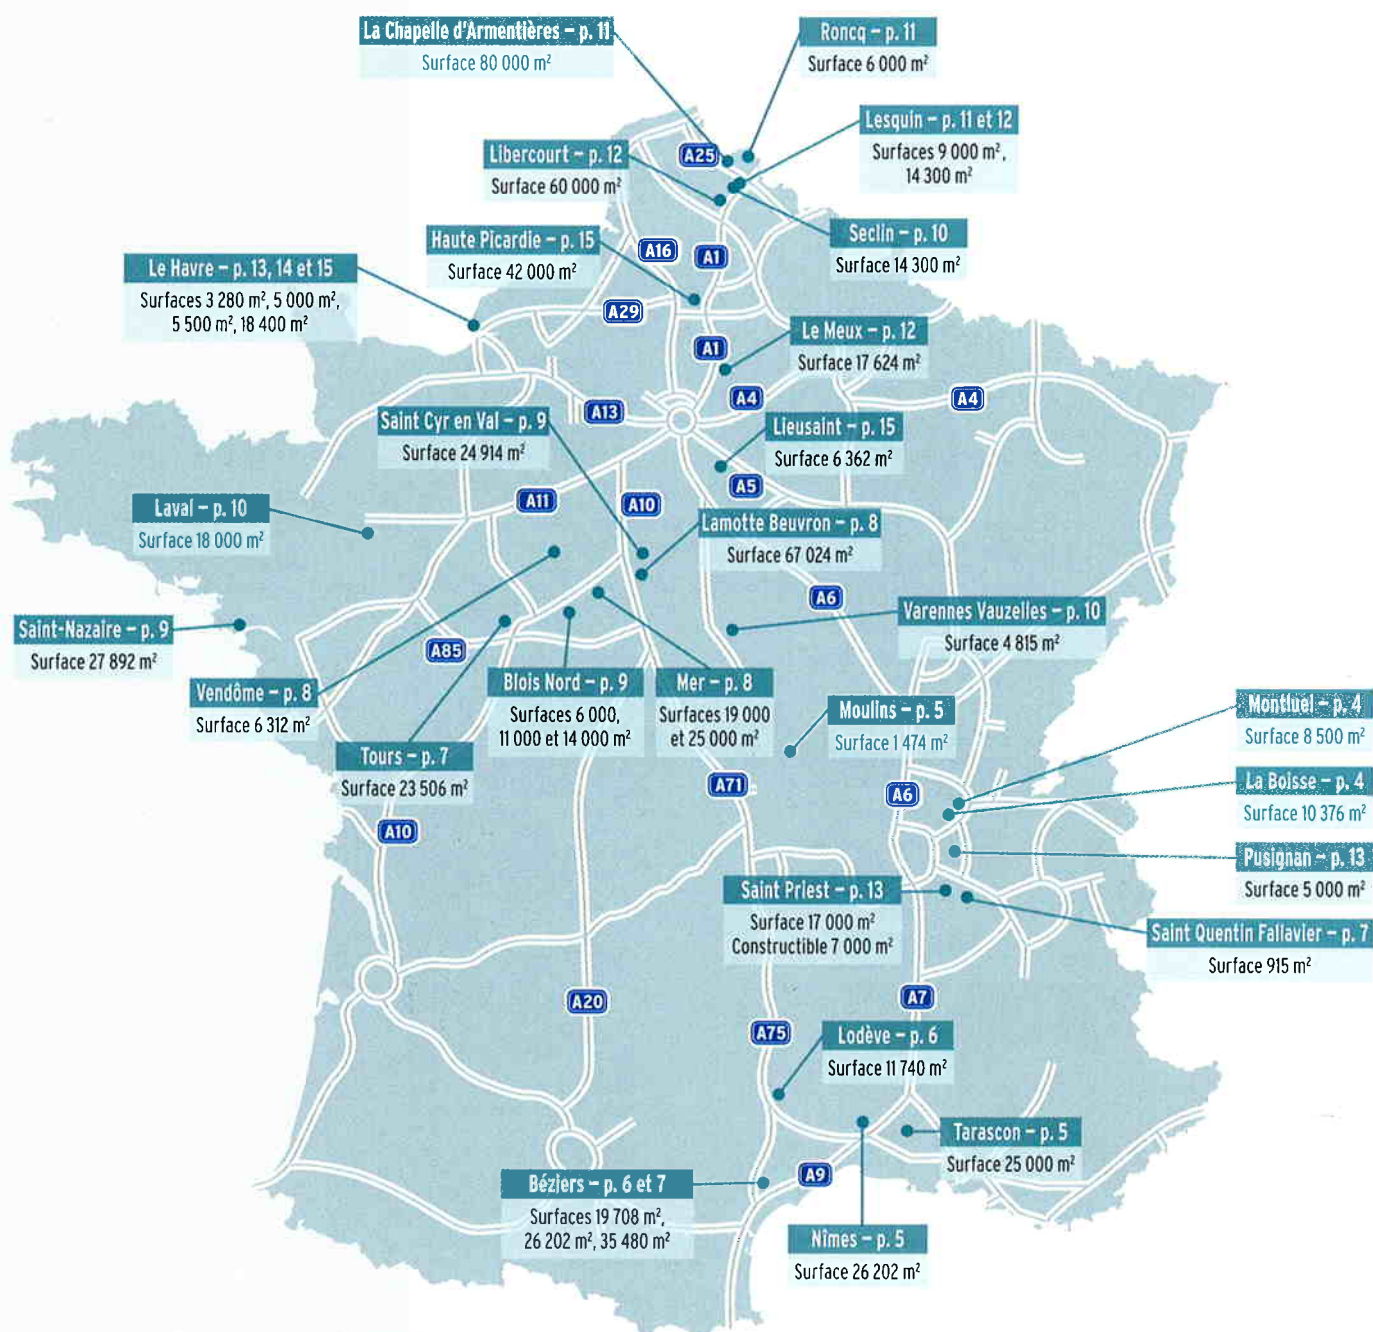 La Chapelle d'Armentières – p. 11
Surface 80 000 m²
Roncq – p. 11
Surface 6 000 m²
Lesquin – p. 11 et 12
Surfaces 9 000 m²,
14 300 m²
Libercourt – p. 12
Surface 60 000 m²
A25
Seclin – p. 10
Surface 14 300 m²
Haute Picardie – p. 15
Surface 42 000 m²
A16
A1
Le Havre – p. 13, 14 et 15
Surfaces 3 280 m², 5 000 m²,
5 500 m², 18 400 m²
A29
A1
Le Meux – p. 12
Surface 17 624 m²
A13
A4
A4
Saint Cyr en Val – p. 9
Surface 24 914 m²
Lieusaint – p. 15
Surface 6 362 m²
A11
A10
A5
Laval – p. 10
Surface 18 000 m²
Lamotte Beuvron – p. 8
Surface 67 024 m²
A6
Varennes Vauzelles – p. 10
Surface 4 815 m²
Saint-Nazaire – p. 9
Surface 27 892 m²
A85
Vendôme – p. 8
Surface 6 312 m²
Blois Nord – p. 9
Surfaces 6 000,
11 000 et 14 000 m²
Mer – p. 8
Surfaces 19 000
et 25 000 m²
Moulins – p. 5
Surface 1 474 m²
Montluel – p. 4
Surface 8 500 m²
Tours – p. 7
Surface 23 506 m²
A71
A6
La Boisse – p. 4
Surface 10 376 m²
A10
Pusignan – p. 13
Surface 5 000 m²
Saint Priest – p. 13
Surface 17 000 m²
Constructible 7 000 m²
Saint Quentin Fallavier – p. 7
Surface 915 m²
A20
A7
A75
Lodève – p. 6
Surface 11 740 m²
Tarascon – p. 5
Surface 25 000 m²
A9
Béziers – p. 6 et 7
Surfaces 19 708 m²,
26 202 m², 35 480 m²
Nîmes – p. 5
Surface 26 202 m²